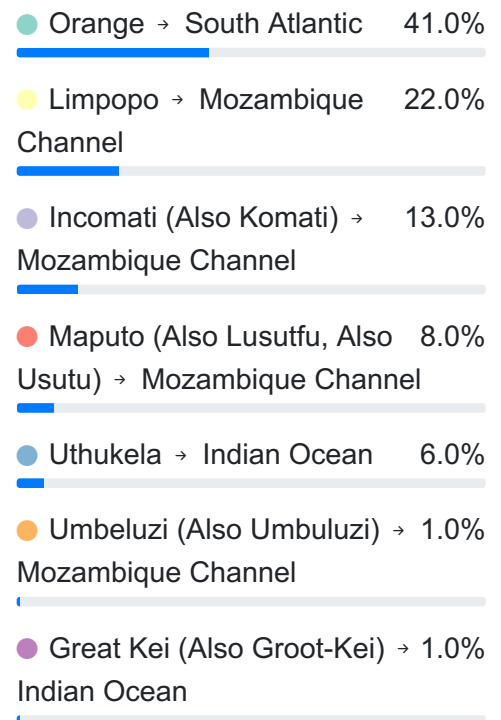 Orange → South Atlantic 41.0%
Limpopo → Mozambique 22.0%
Channel
Incomati (Also Komati) → 13.0%
Mozambique Channel
Maputo (Also Lusutfu, Also 8.0%
Usutu) → Mozambique Channel
Uthukela → Indian Ocean 6.0%
Umbeluzi (Also Umbuluzi) → 1.0%
Mozambique Channel
Great Kei (Also Groot-Kei) → 1.0%
Indian Ocean